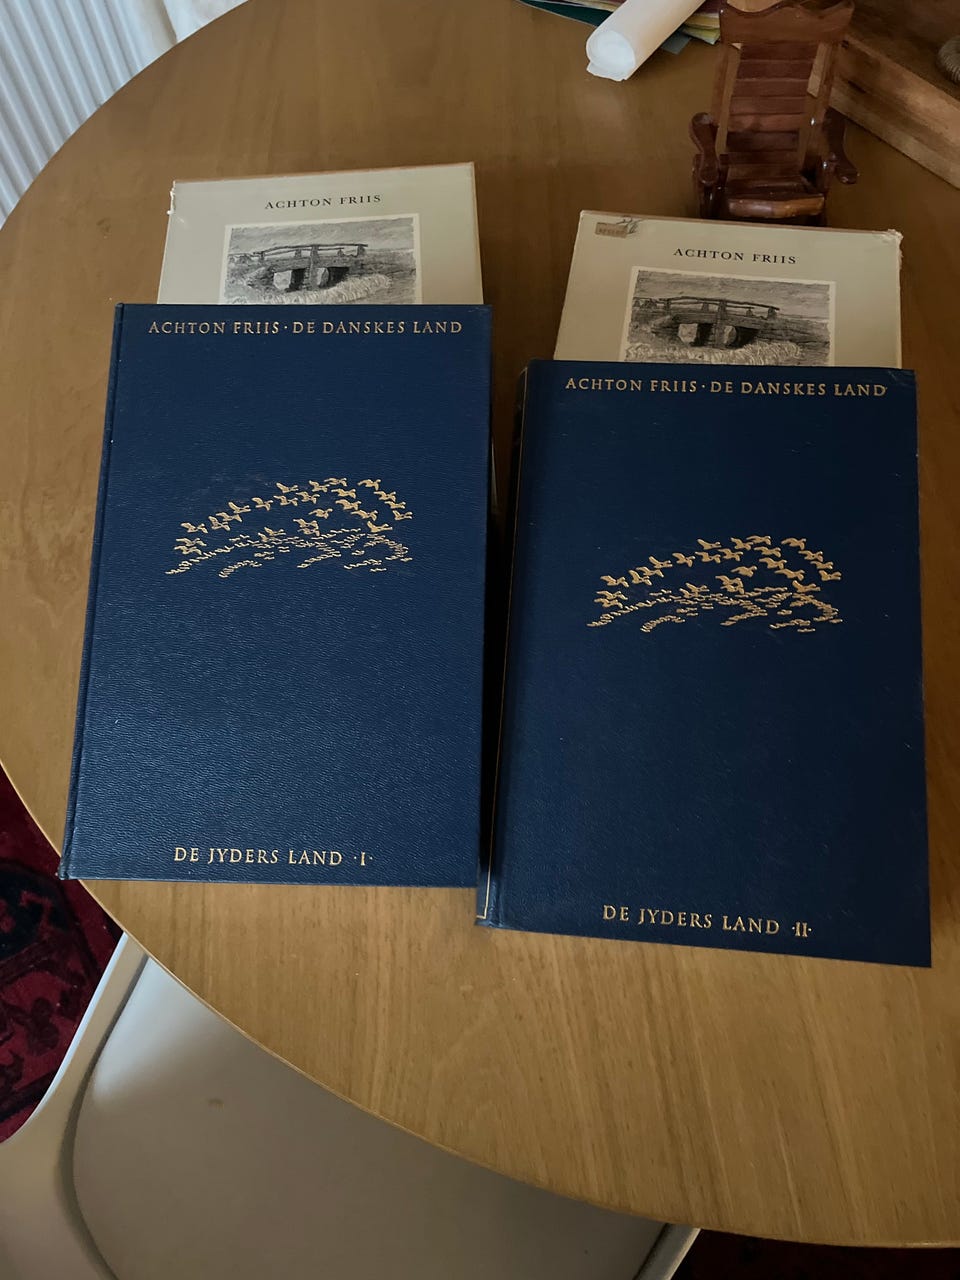 ACHTON FRIIS
ACHTON FRIIS · DE DANSKES LAND
DE JYDERS LAND · I ·
ACHTON FRIIS
ACHTON FRIIS · DE DANSKES LAND
DE JYDERS LAND · II ·